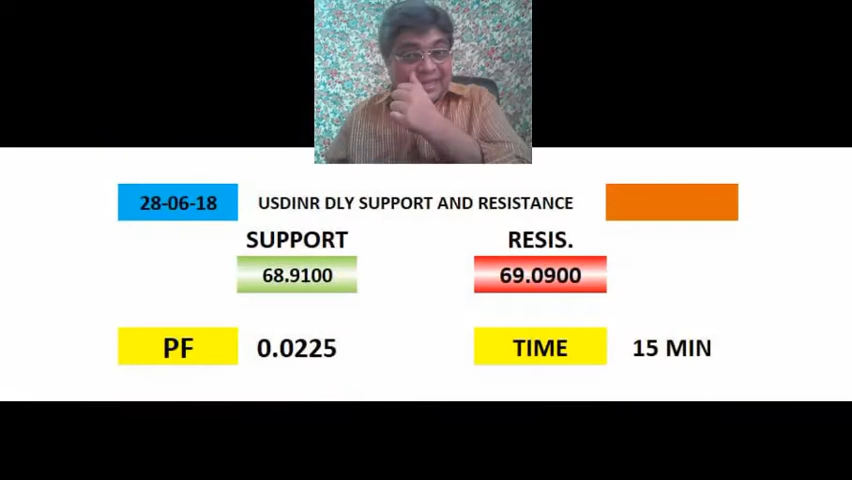 28-06-18 USDINR DLY SUPPORT AND RESISTANCE
SUPPORT RESIS.
68.9100 69.0900
PF 0.0225 TIME 15 MIN